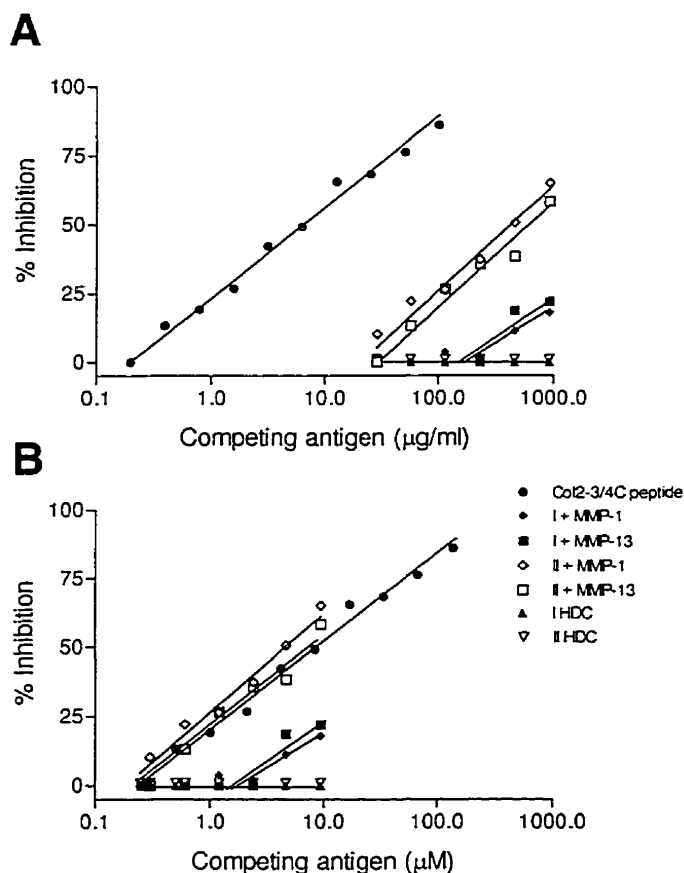 A
100
75
50
25
0
% Inhibition
0.1 1.0 10.0 100.0 1000.0
Competing antigen (µg/ml)
B
100
75
50
25
0
% Inhibition
0.1 1.0 10.0 100.0 1000.0
Competing antigen (µM)
Col2-3/4C peptide
I + MMP-1
I + MMP-13
II + MMP-1
II + MMP-13
I HDC
II HDC